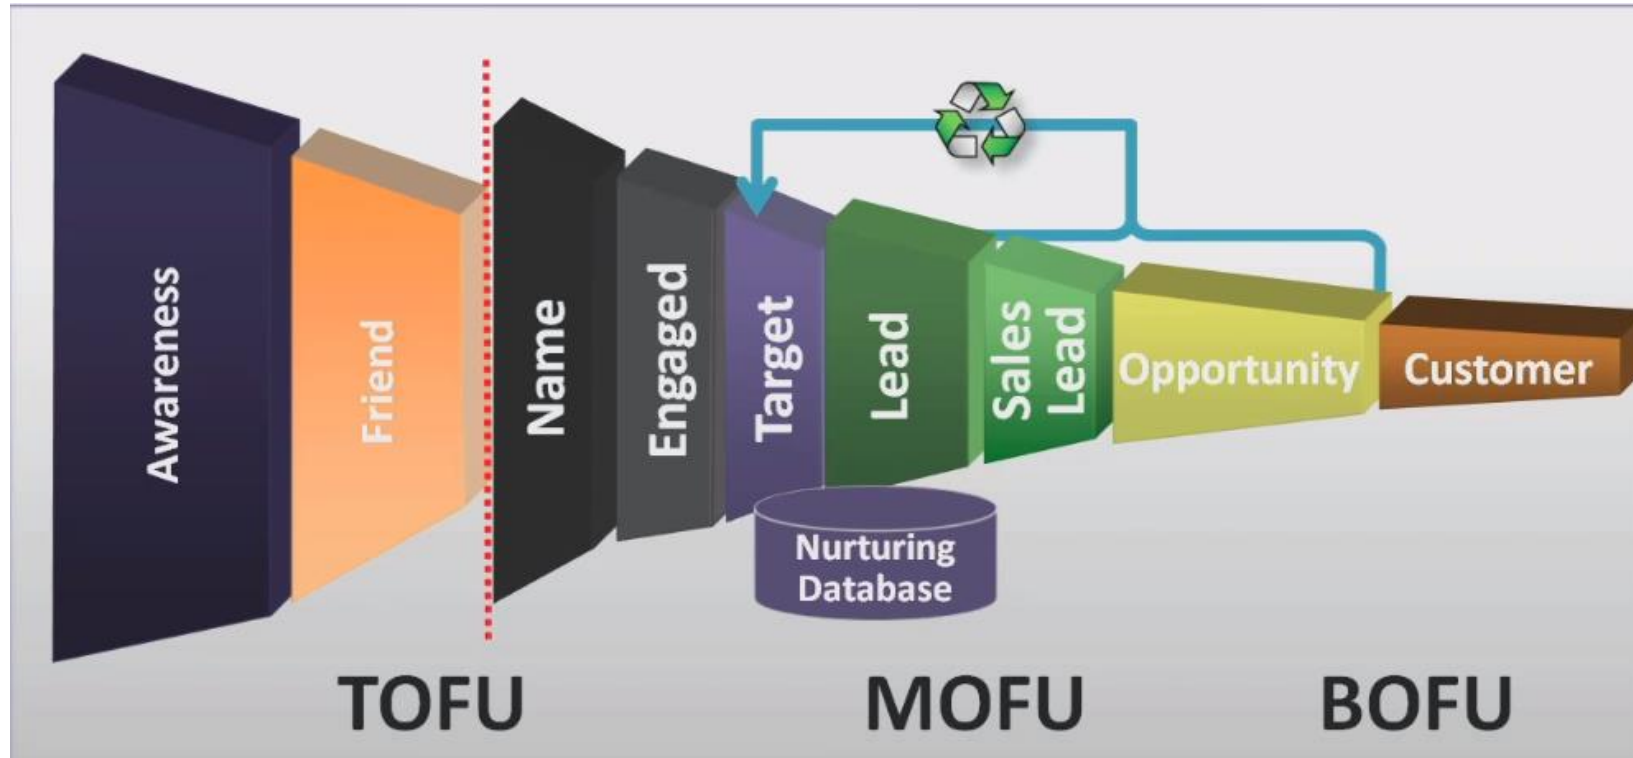 Awareness
Friend
Name
Engaged
Target
Lead
Sales
Lead
Opportunity
Customer
Nurturing
Database
TOFU
MOFU
BOFU